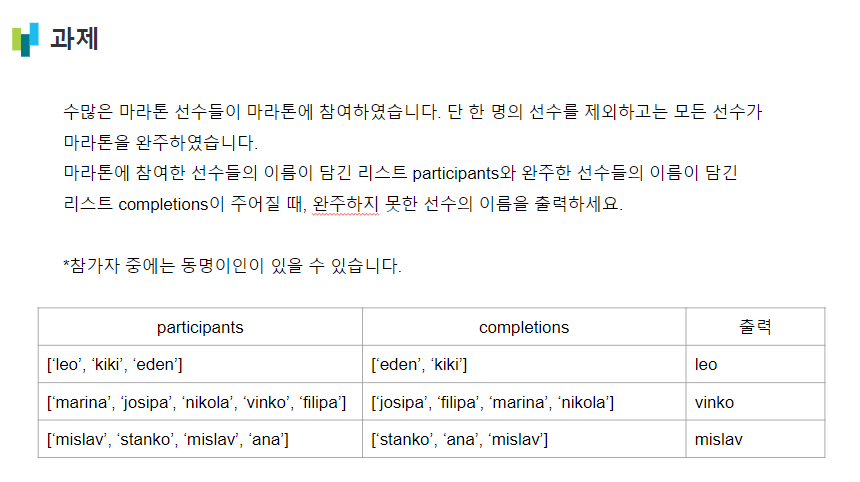 과제
수많은 마라톤 선수들이 마라톤에 참여하였습니다. 단 한 명의 선수를 제외하고는 모든 선수가
마라톤을 완주하였습니다.
마라톤에 참여한 선수들의 이름이 담긴 리스트 participants와 완주한 선수들의 이름이 담긴
리스트 completions이 주어질 때, 완주하지 못한 선수의 이름을 출력하세요.
*참가자 중에는 동명이인이 있을 수 있습니다.
participants completions 출력
[‘leo’, ‘kiki’, ‘eden’] [‘eden’, ‘kiki’] leo
[‘marina’, ‘josipa’, ‘nikola’, ‘vinko’, ‘filipa’] [‘josipa’, ‘filipa’, ‘marina’, ‘nikola’] vinko
[‘mislav’, ‘stanko’, ‘mislav’, ‘ana’] [‘stanko’, ‘ana’, ‘mislav’] mislav